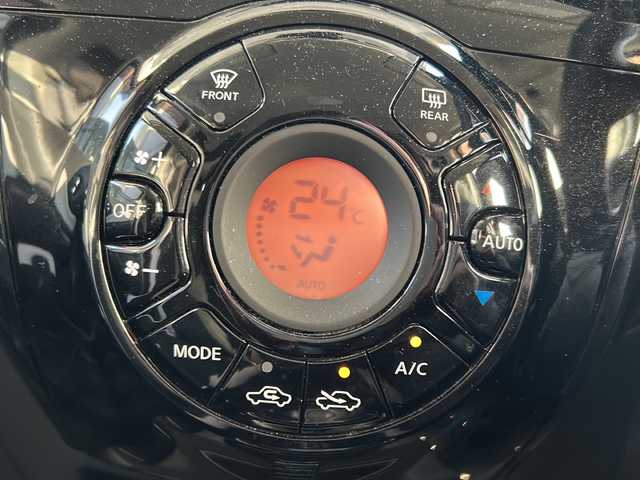 FRONT
REAR
+
OFF
-
24°C
AUTO
AUTO
MODE
A/C